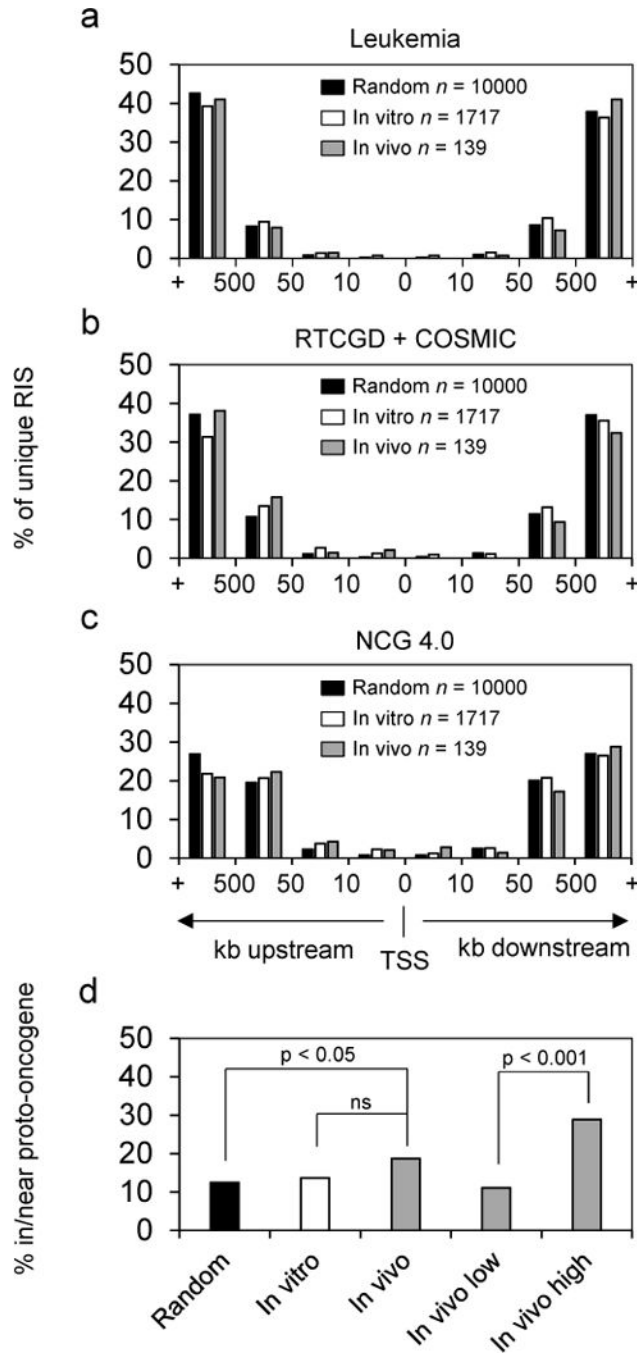 a
Leukemia
50
40
30
20
10
0
Random n = 10000
In vitro n = 1717
In vivo n = 139
+ 500 50 10 0 10 50 500 +
b
RTCGD + COSMIC
50
40
30
20
10
0
Random n = 10000
In vitro n = 1717
In vivo n = 139
+ 500 50 10 0 10 50 500 +
% of unique RIS
c
NCG 4.0
50
40
30
20
10
0
Random n = 10000
In vitro n = 1717
In vivo n = 139
+ 500 50 10 0 10 50 500 +
kb upstream TSS kb downstream
d
% in/near proto-oncogene
50
40
30
20
10
0
p < 0.05
ns
p < 0.001
Random
In vitro
In vivo
In vivo low
In vivo high